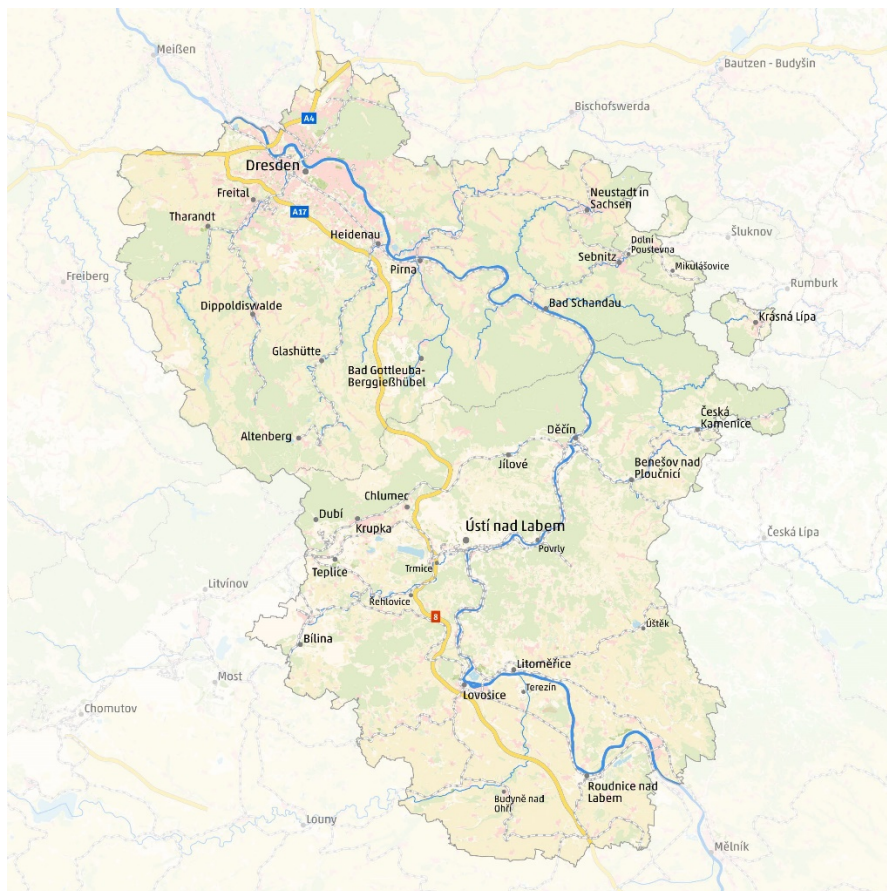 Meißen
Bautzen - Budyšin
Bischofswerda
A4
Dresden
Freital
Neustadt in
Sachsen
Tharandt
A17
Heidenau
Šluknov
Dolní
Poustevna
Sebnitz
Pirna
Mikulášovice
Freiberg
Rumburk
Dippoldiswalde
Bad Schandau
Krásná Lípa
Glashütte
Bad Gottleuba-
Berggießhübel
Česká
Kamenice
Altenberg
Děčín
Jílové
Benešov nad
Ploučnicí
Chlumec
Dubí
Krupka
Ústí nad Labem
Česká Lípa
Povrly
Teplice
Trmice
Litvínov
Řehlovice
8
Úštěk
Bílina
Litoměřice
Most
Terezín
Lovošice
Chomutov
Roudnice nad
Labem
Budyně nad
Ohří
Louny
Mělník